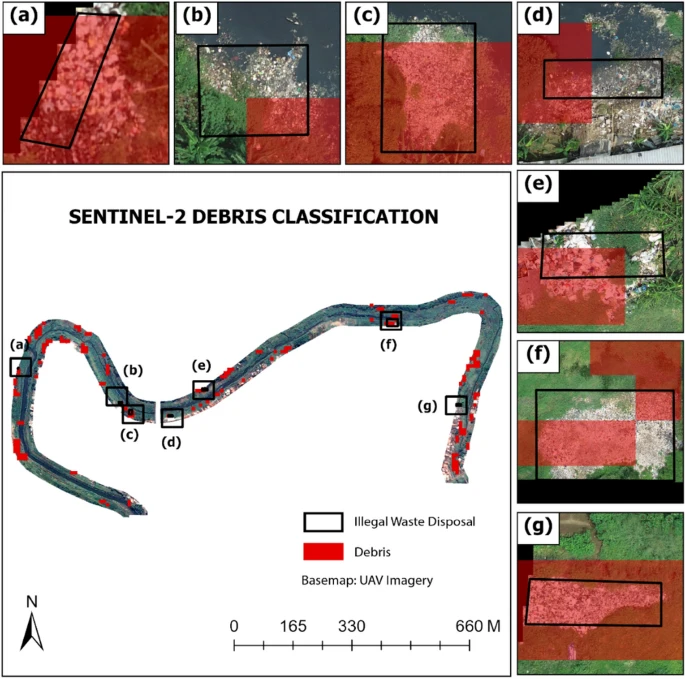 (a)
(b)
(c)
(d)
SENTINEL-2 DEBRIS CLASSIFICATION
(e)
(f)
(g)
(a)
(b)
(c)
(d)
(e)
(f)
(g)
Illegal Waste Disposal
Debris
Basemap: UAV Imagery
N
0 165 330 660 M